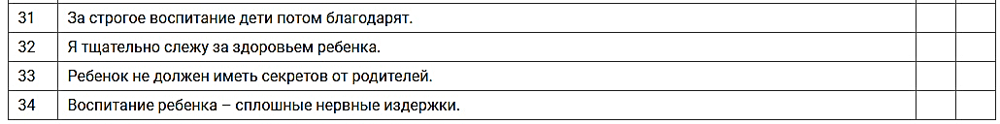 31 За строгое воспитание дети потом благодарят.
32 Я тщательно слежу за здоровьем ребенка.
33 Ребенок не должен иметь секретов от родителей.
34 Воспитание ребенка – сплошные нервные издержки.